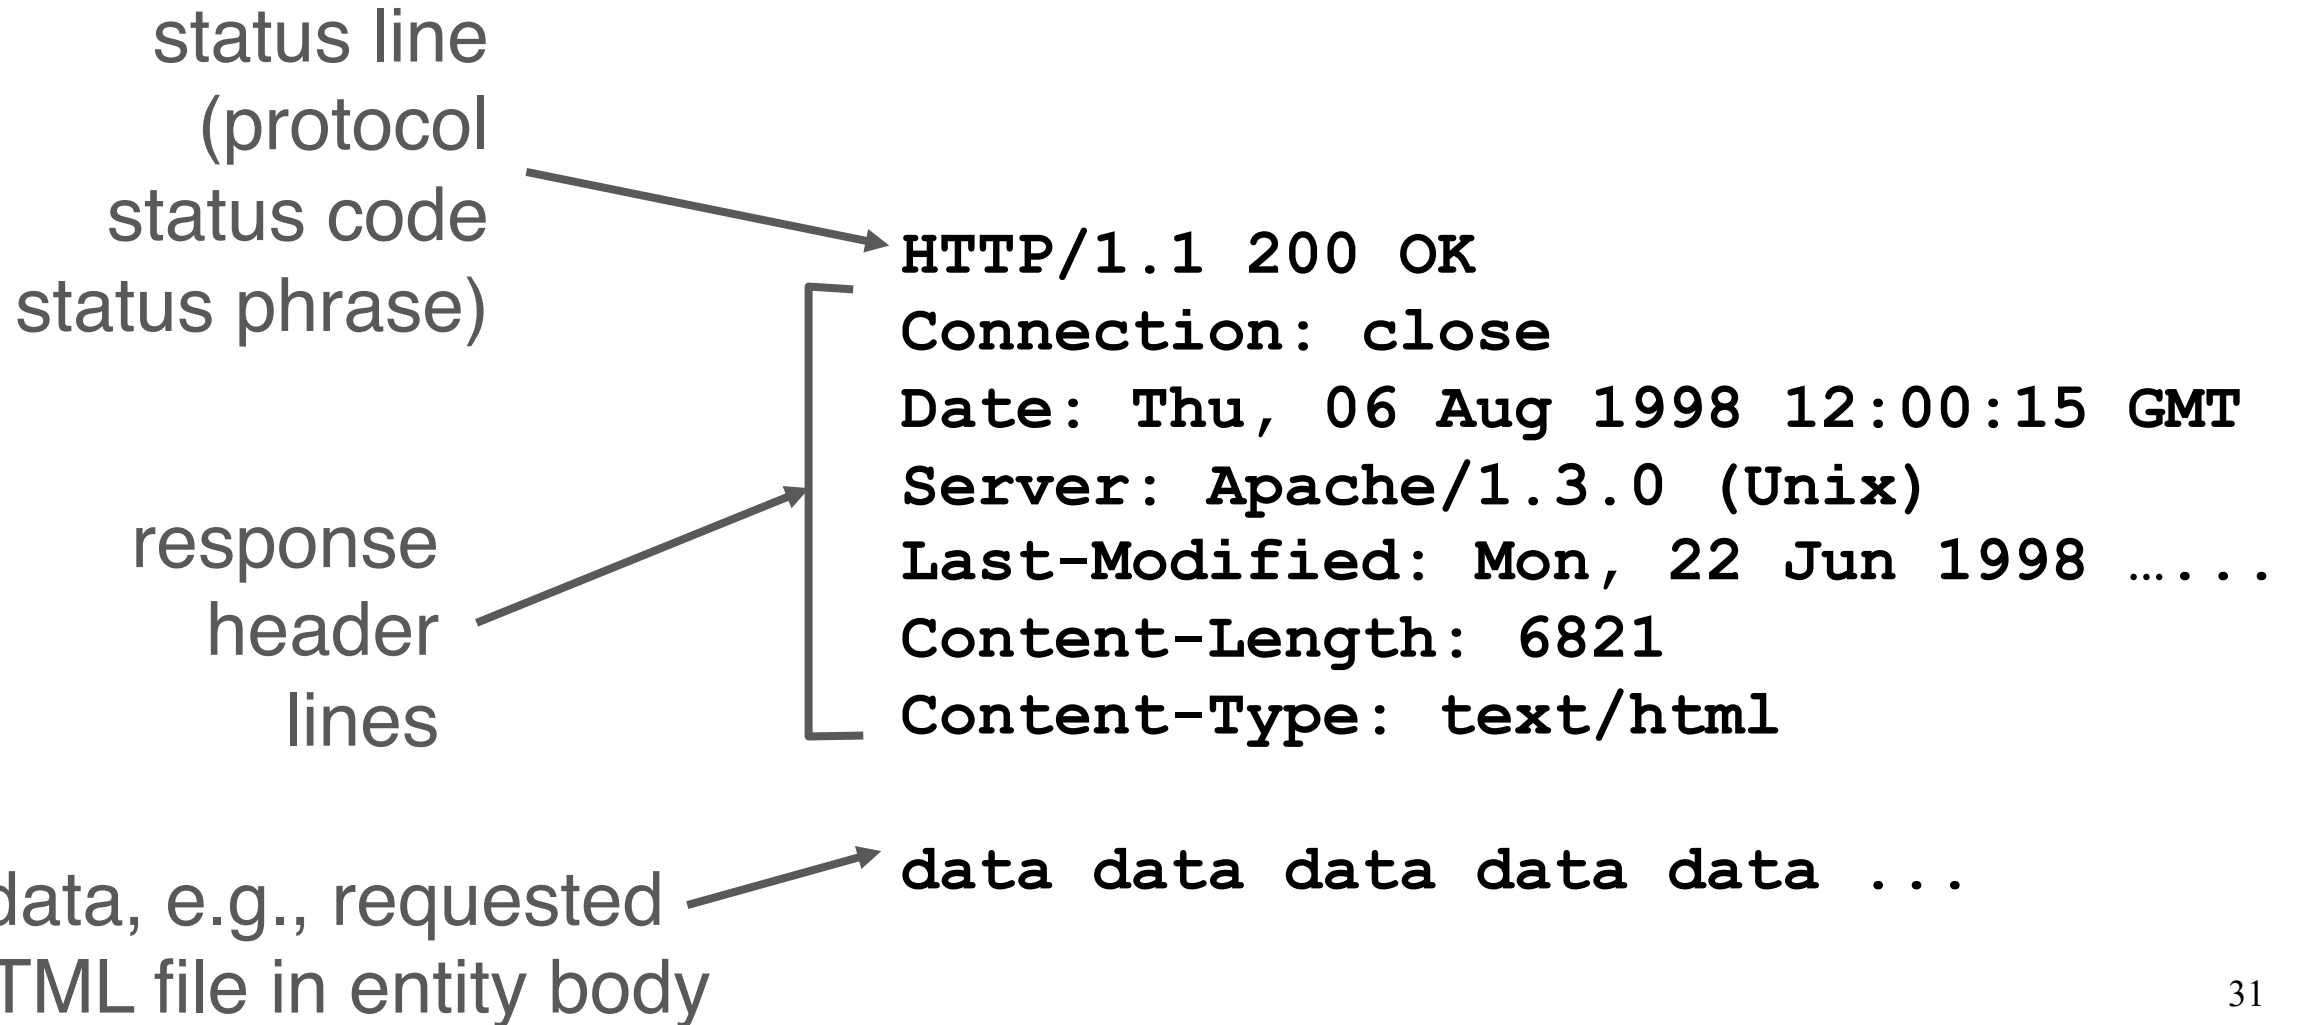 status line
(protocol
status code
status phrase)
HTTP/1.1 200 OK
Connection: close
Date: Thu, 06 Aug 1998 12:00:15 GMT
Server: Apache/1.3.0 (Unix)
Last-Modified: Mon, 22 Jun 1998 …...
Content-Length: 6821
Content-Type: text/html
response
header
lines
data data data data data ...
data, e.g., requested
TML file in entity body
31